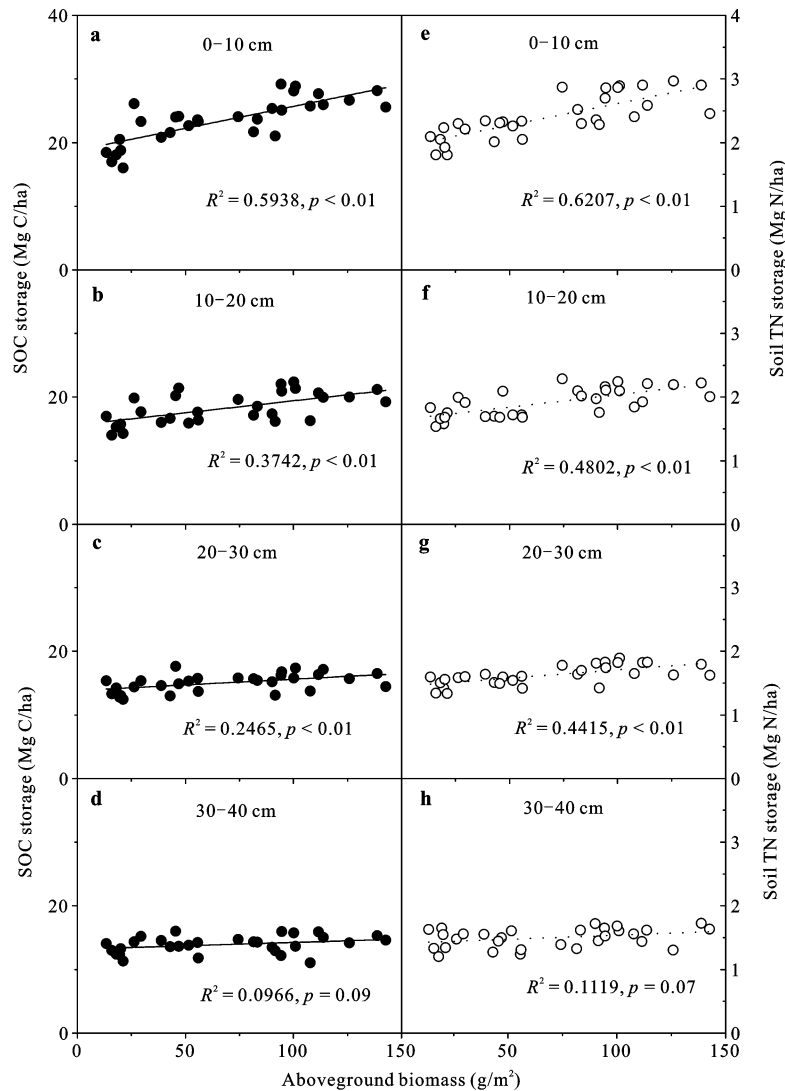 40
a
0−10 cm
30
20
R² = 0.5938, p < 0.01
0
e
0−10 cm
4
3
2
R² = 0.6207, p < 0.01
1
SOC storage (Mg C/ha)
Soil TN storage (Mg N/ha)
b
10−20 cm
20
R² = 0.3742, p < 0.01
0
f
10−20 cm
3
2
1
R² = 0.4802, p < 0.01
0
c
20−30 cm
20
R² = 0.2465, p < 0.01
0
g
20−30 cm
3
2
1
R² = 0.4415, p < 0.01
0
SOC storage (Mg C/ha)
Soil TN storage (Mg N/ha)
d
30−40 cm
20
R² = 0.0966, p = 0.09
0
h
30−40 cm
3
2
1
R² = 0.1119, p = 0.07
0
0 50 100 150 50 100 150
Aboveground biomass (g/m²)